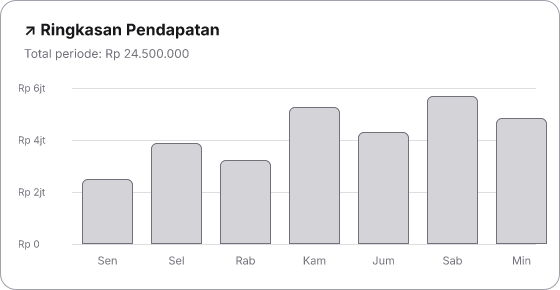 Ringkasan Pendapatan
Total periode: Rp 24.500.000
Rp 6jt
Rp 4jt
Rp 2jt
Rp 0
Sen Sel Rab Kam Jum Sab Min